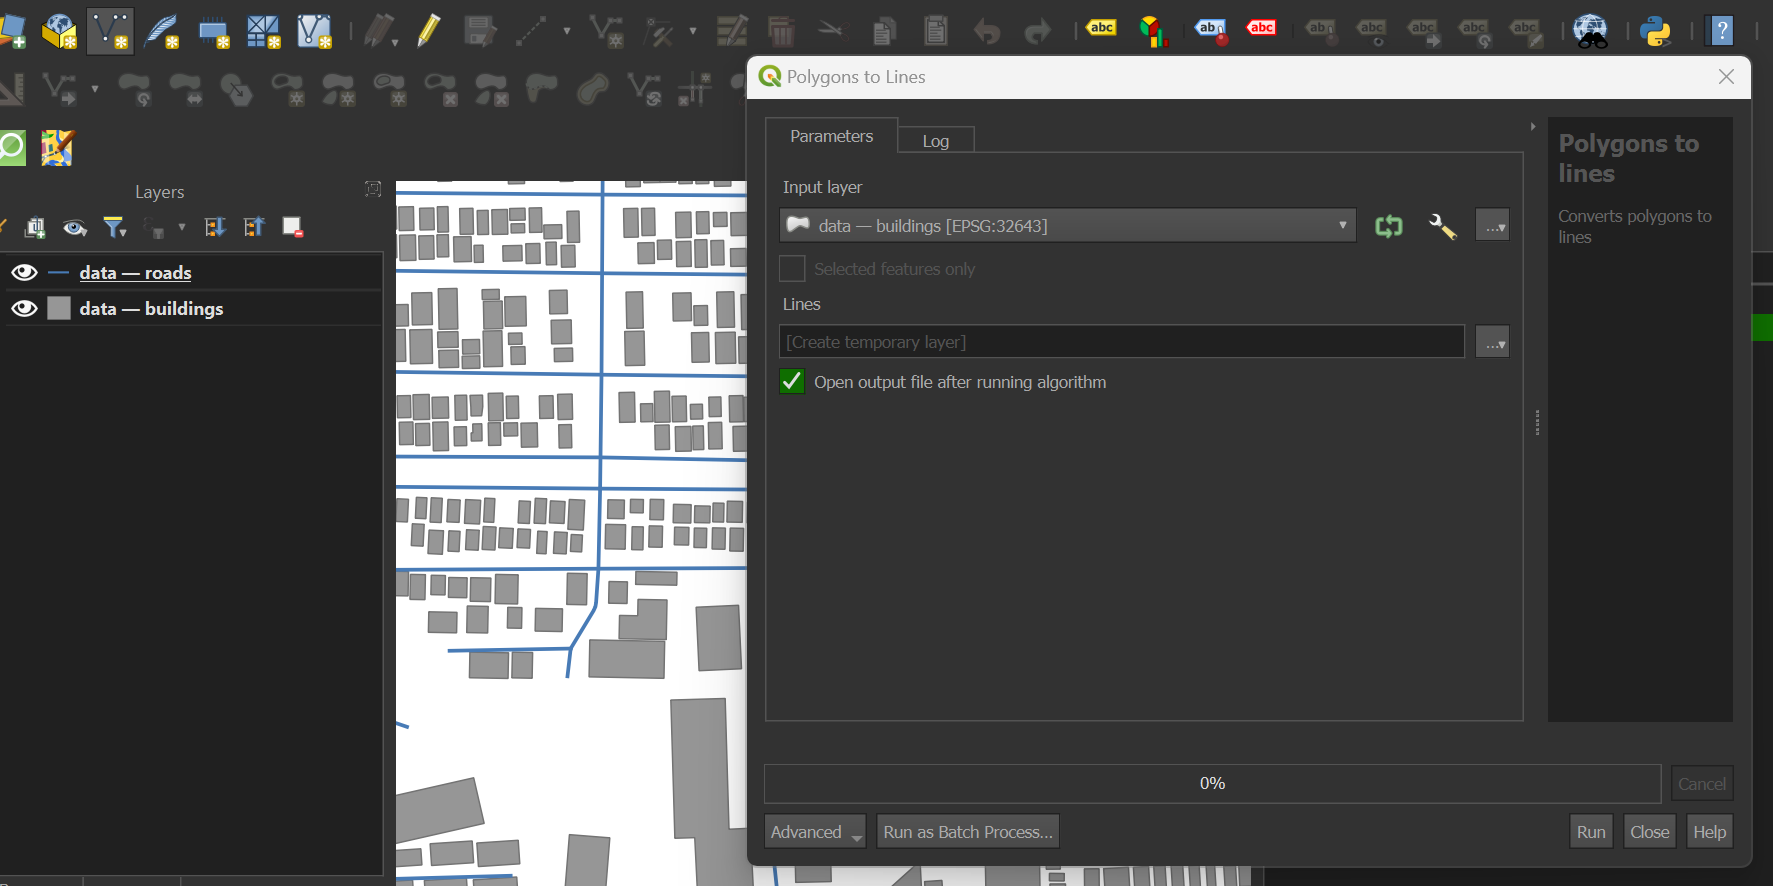 abc
ab
abc
ab
abc
abc
abc
abc
?
Polygons to Lines
Parameters
Log
Polygons to
lines
Converts polygons to
lines
Input layer
data — buildings [EPSG:32643]
...
Selected features only
Lines
[Create temporary layer]
...
Open output file after running algorithm
Layers
data — roads
data — buildings
0%
Cancel
Advanced
Run as Batch Process...
Run
Close
Help